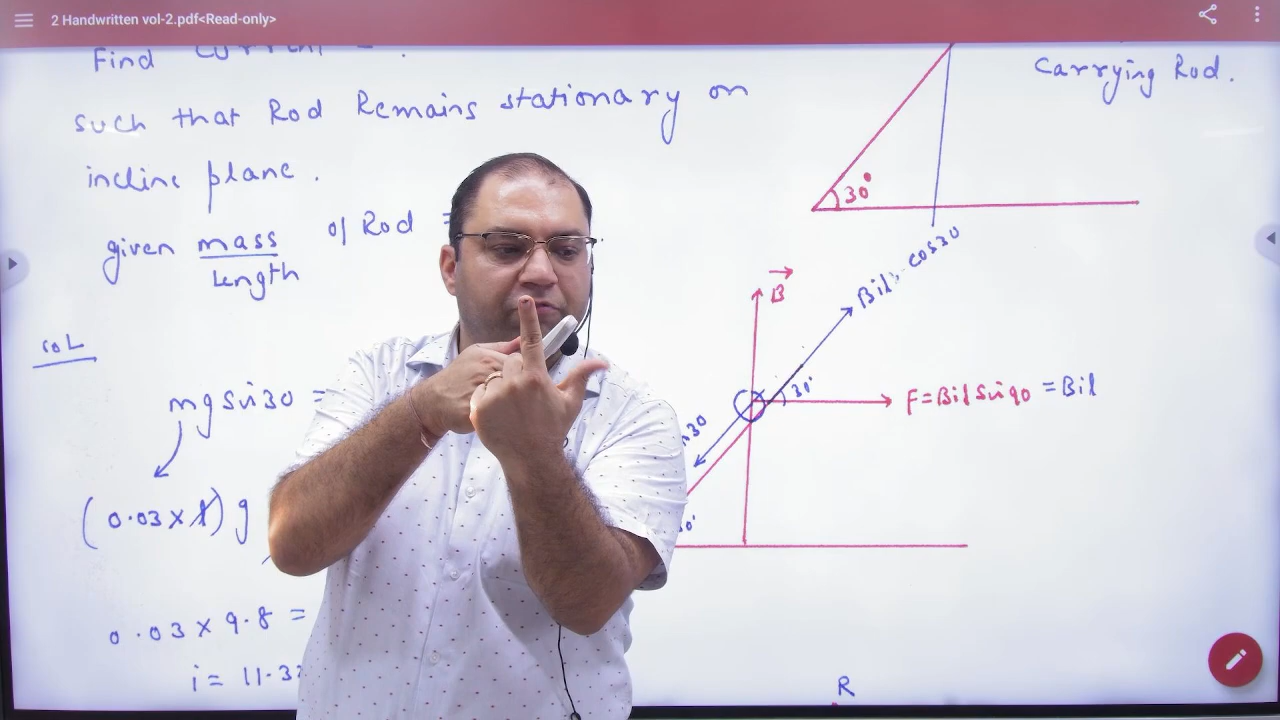 2 Handwritten vol-2.pdf<Read-only>
Find
such that Rod Remains stationary on
incline plane.
given mass/Length of Rod =
Sol
mg sin30 =
(0.03 × l) g
0.03 × 9.8 =
i = 11.3
Carrying Rod.
30°
B
Bil cos30
30°
F = Bil Sin90 = Bil
R